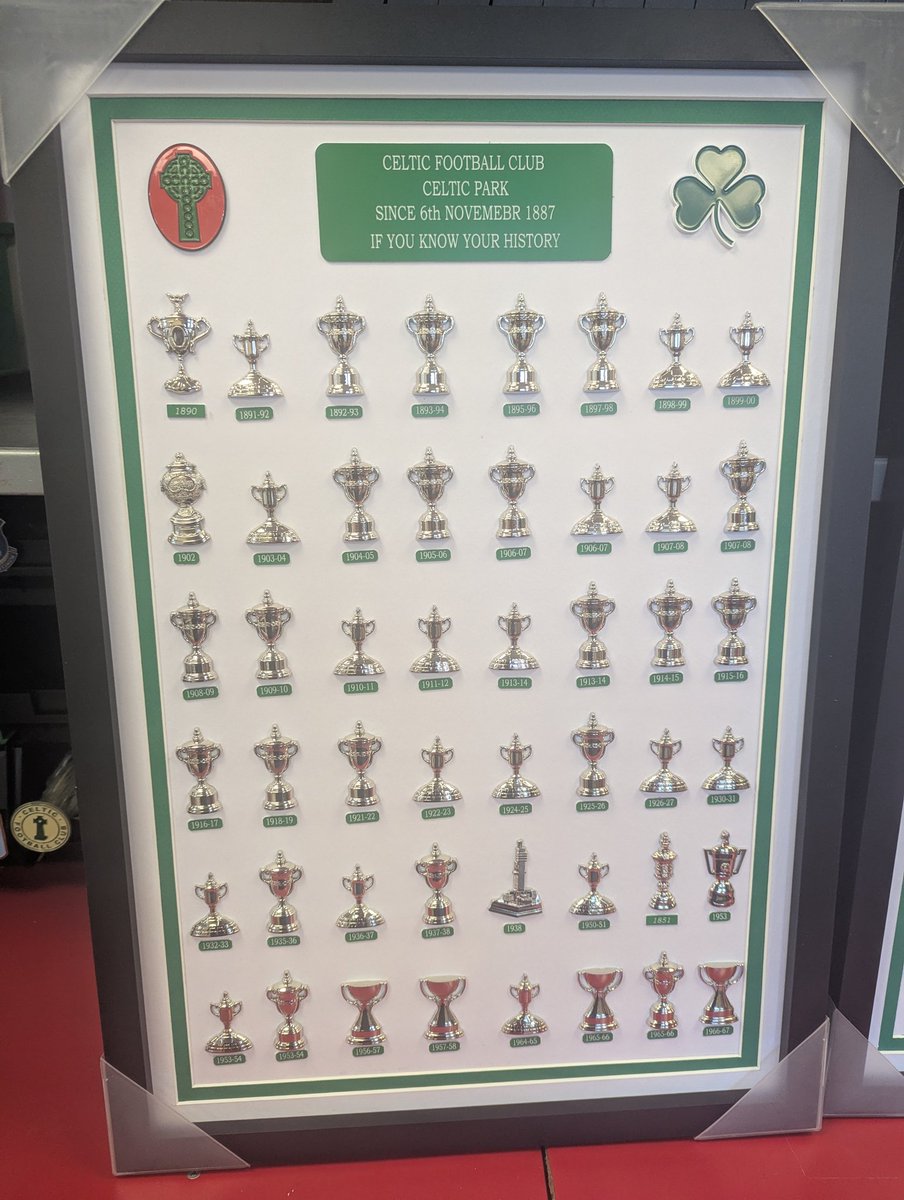 CELTIC FOOTBALL CLUB
CELTIC PARK
SINCE 6th NOVEMEBR 1887
IF YOU KNOW YOUR HISTORY
1890 1891-92 1892-93 1893-94 1895-96 1897-98 1898-99 1899-00
1902 1903-04 1904-05 1905-06 1906-07 1906-07 1907-08 1907-08
1908-09 1909-10 1910-11 1911-12 1913-14 1913-14 1914-15 1915-16
1916-17 1918-19 1921-22 1922-23 1924-25 1925-26 1926-27 1930-31
1932-33 1935-36 1936-37 1937-38 1938 1950-51 1851 1953
1953-54 1953-54 1956-57 1957-58 1964-65 1965-66 1965-66 1966-67
CELTIC
FOOTBALL CLUB